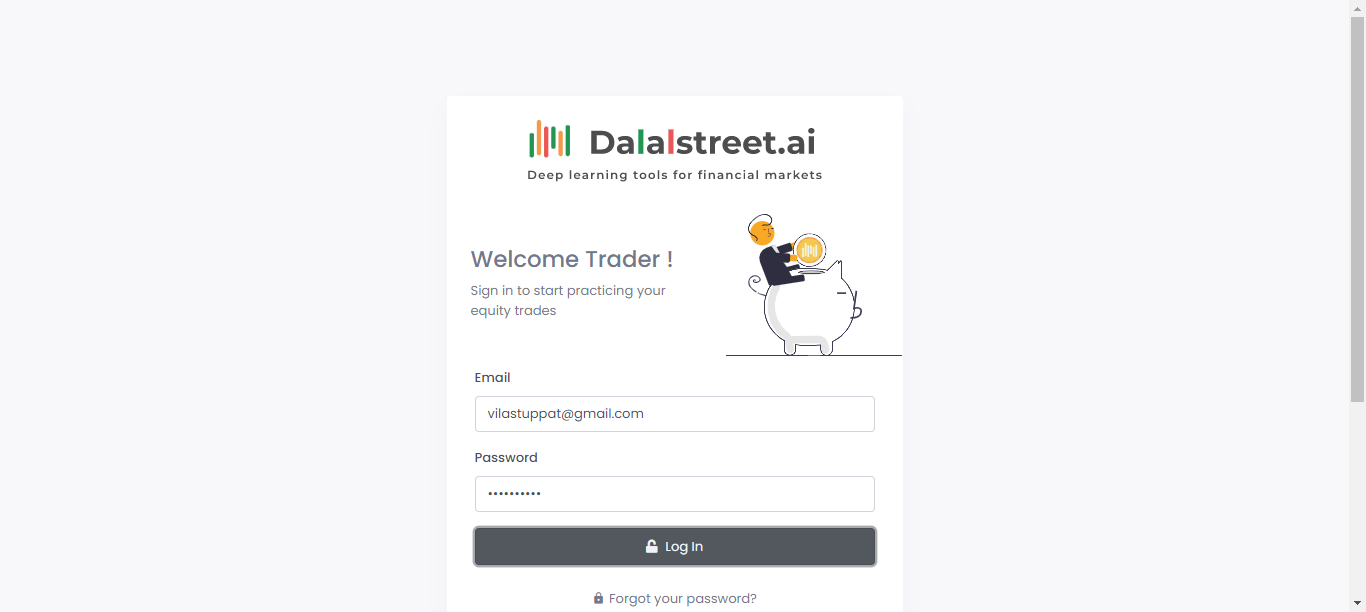 Dalalstreet.ai
Deep learning tools for financial markets
Welcome Trader !
Sign in to start practicing your
equity trades
Email
vilastuppat@gmail.com
Password
••••••••••
Log In
Forgot your password?